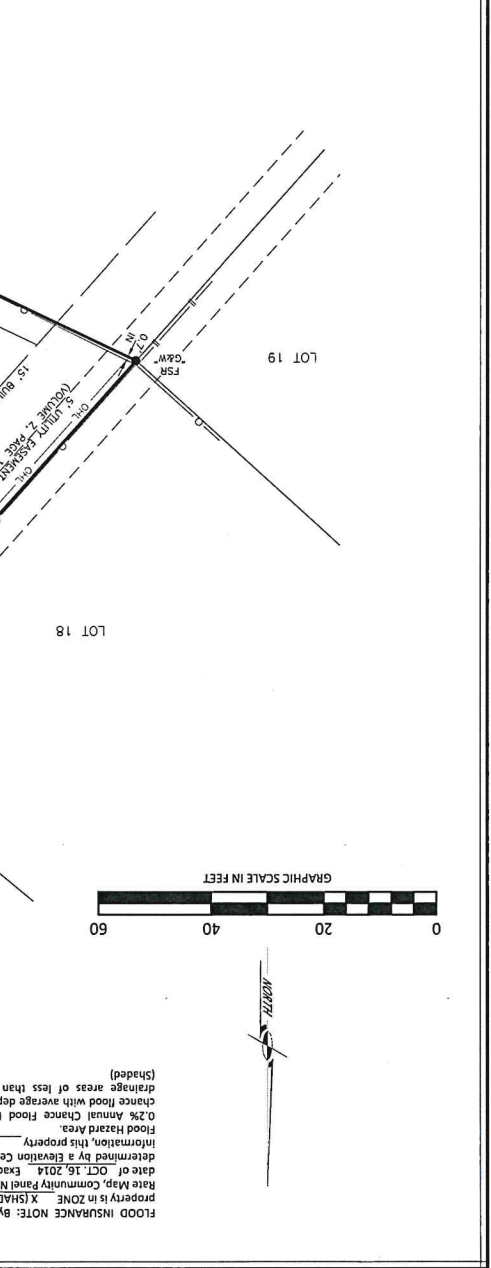 FLOOD INSURANCE NOTE: By
property is in ZONE X (SHAD
Rate Map, Community Panel N
date of OCT. 16, 2014 Exac
determined by a Elevation Ce
information, this property
Flood Hazard Area.
0.2% Annual Chance Flood
chance flood with average dep
drainage areas of less than
(Shaded)
NORTH
0 20 40 60
GRAPHIC SCALE IN FEET
LOT 18
LOT 19
FSR
"G&W"
0.7'
IN
OHL
OHL
5' UTILITY EASEMENT
(VOLUME Z, PAGE
15' BUIL